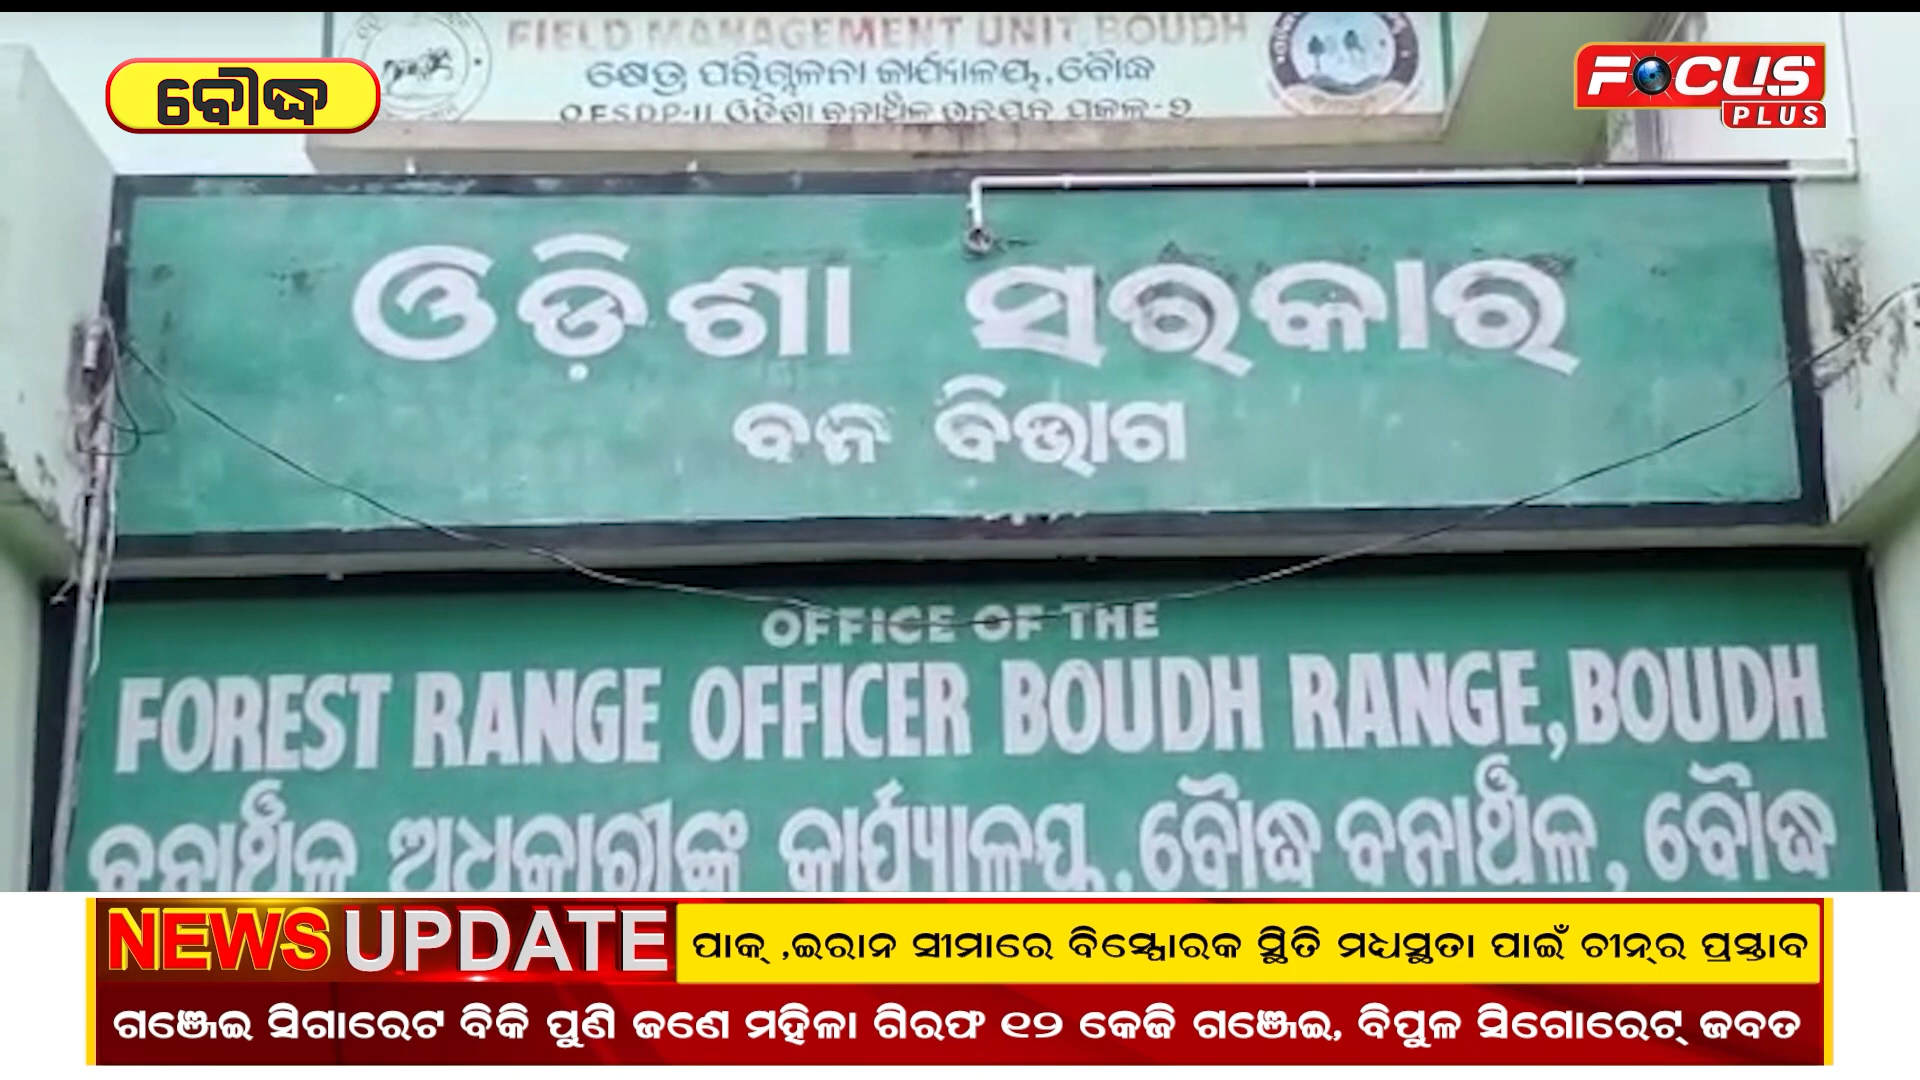 FIELD MANAGEMENT UNIT BOUDH
କ୍ଷେତ୍ର ପରିଚାଳନା କାର୍ଯ୍ୟାଳୟ, ବୌଦ୍ଧ
ବୌଦ୍ଧ
FOCUS
PLUS
ଓଡ଼ିଶା ସରକାର
ବନ ବିଭାଗ
OFFICE OF THE
FOREST RANGE OFFICER BOUDH RANGE, BOUDH
ବନାଞ୍ଚଳ ଅଧିକାରୀଙ୍କ କାର୍ଯ୍ୟାଳୟ, ବୌଦ୍ଧ ବନାଞ୍ଚଳ, ବୌଦ୍ଧ
NEWS UPDATE
ପାକ୍ ,ଇରାନ ସୀମାରେ ବିସ୍ଫୋରକ ସ୍ଥିତି ମଧ୍ୟସ୍ଥତା ପାଇଁ ଚୀନ୍‌ର ପ୍ରସ୍ତାବ
ଗଞ୍ଜେଇ ସିଗାରେଟ ବିକି ପୁଣି ଜଣେ ମହିଳା ଗିରଫ ୧୨ କେଜି ଗଞ୍ଜେଇ, ବିପୁଳ ସିଗୋରେଟ୍ ଜବତ